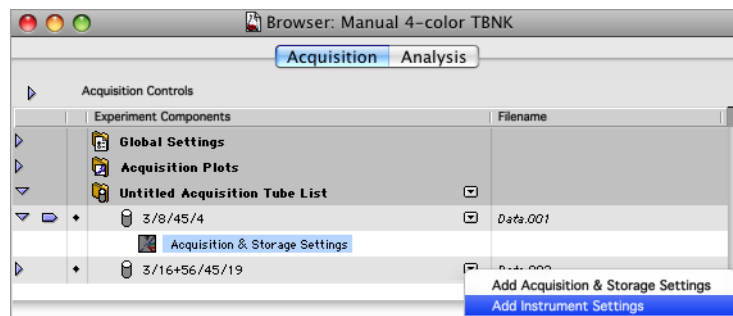 Browser: Manual 4-color TBNK
Acquisition Analysis
Acquisition Controls
Experiment Components Filename
Global Settings
Acquisition Plots
Untitled Acquisition Tube List
3/8/45/4 Data.001
Acquisition & Storage Settings
3/16+56/45/19
Add Acquisition & Storage Settings
Add Instrument Settings